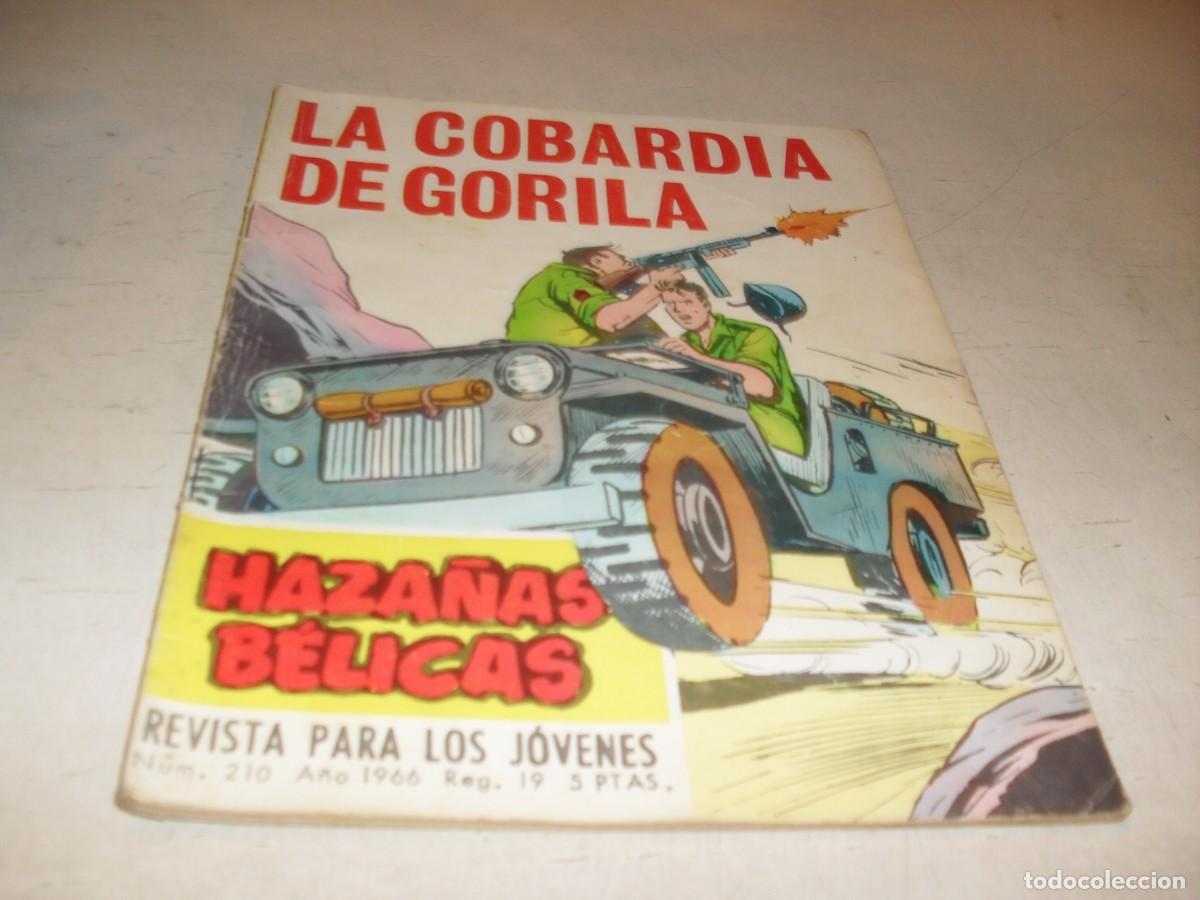 LA COBARDIA
DE GORILA
HAZAÑAS
BÉLICAS
REVISTA PARA LOS JÓVENES
Núm. 210 Año 1966 Reg. 19 5 PTAS.
todocoleccion